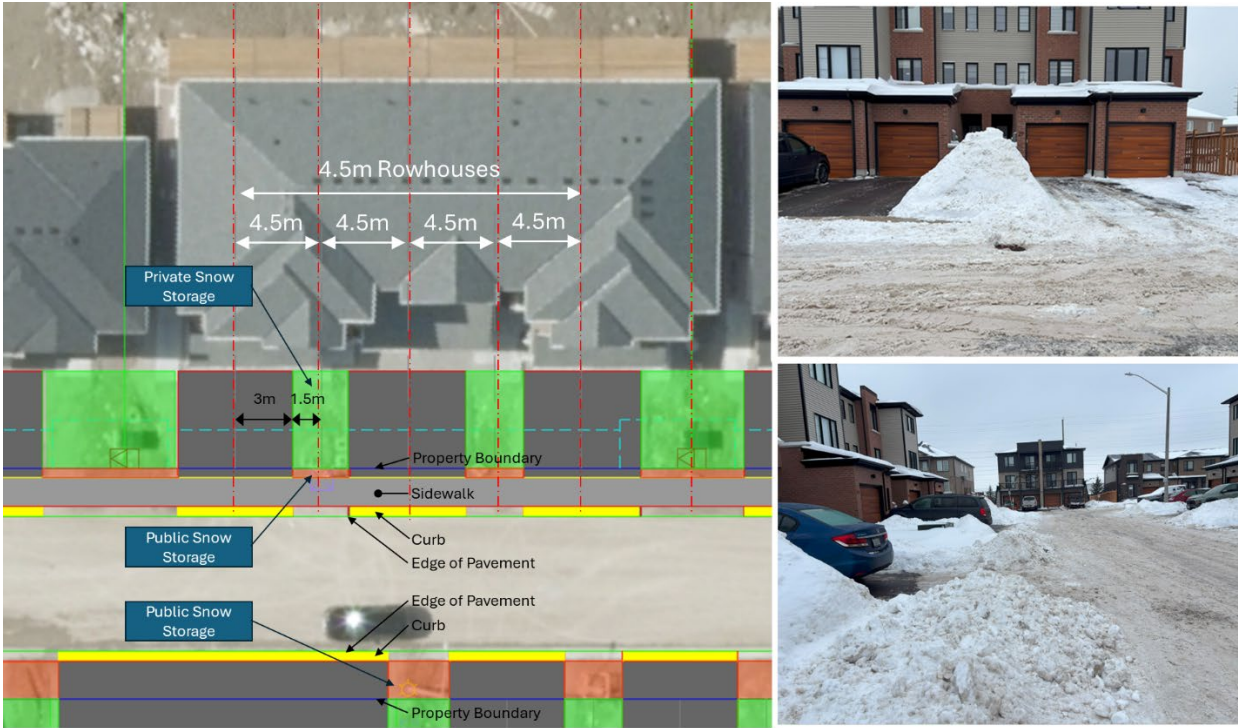 4.5m Rowhouses
4.5m
4.5m
4.5m
4.5m
Private Snow
Storage
3m
1.5m
Property Boundary
Sidewalk
Public Snow
Storage
Curb
Edge of Pavement
Edge of Pavement
Public Snow
Storage
Curb
Property Boundary